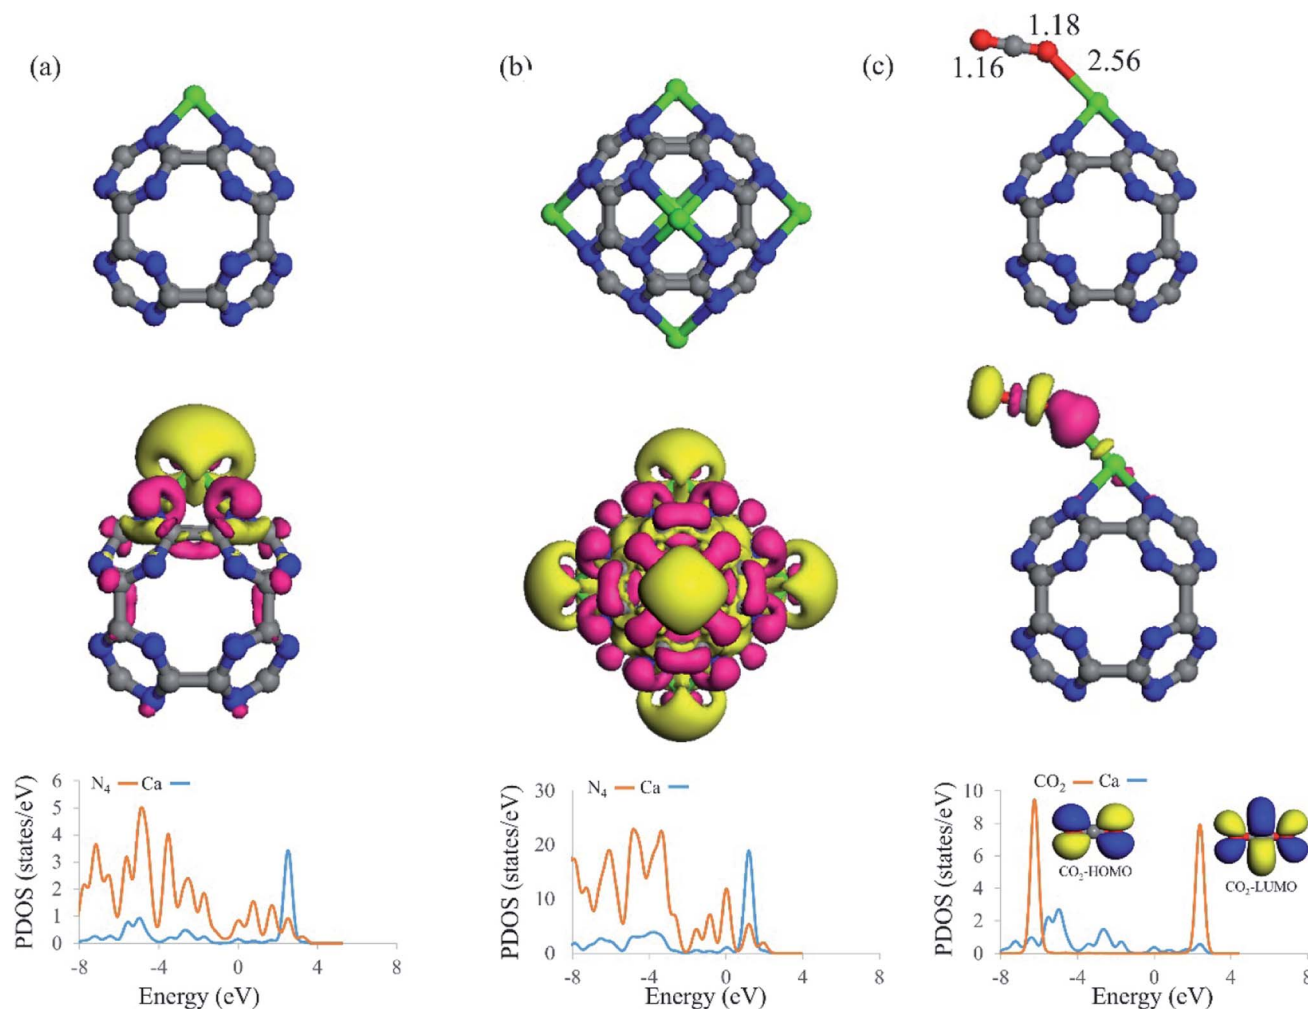 (a)
(b)
(c)
1.18
1.16
2.56
N₄ Ca
PDOS (states/eV)
6
5
4
3
2
1
0
-8
-4
0
4
8
Energy (eV)
N₄ Ca
PDOS (states/eV)
30
20
10
0
-8
-4
0
4
8
Energy (eV)
CO₂ Ca
PDOS (states/eV)
10
8
6
4
2
0
CO₂-HOMO
CO₂-LUMO
-8
-4
0
4
8
Energy (eV)